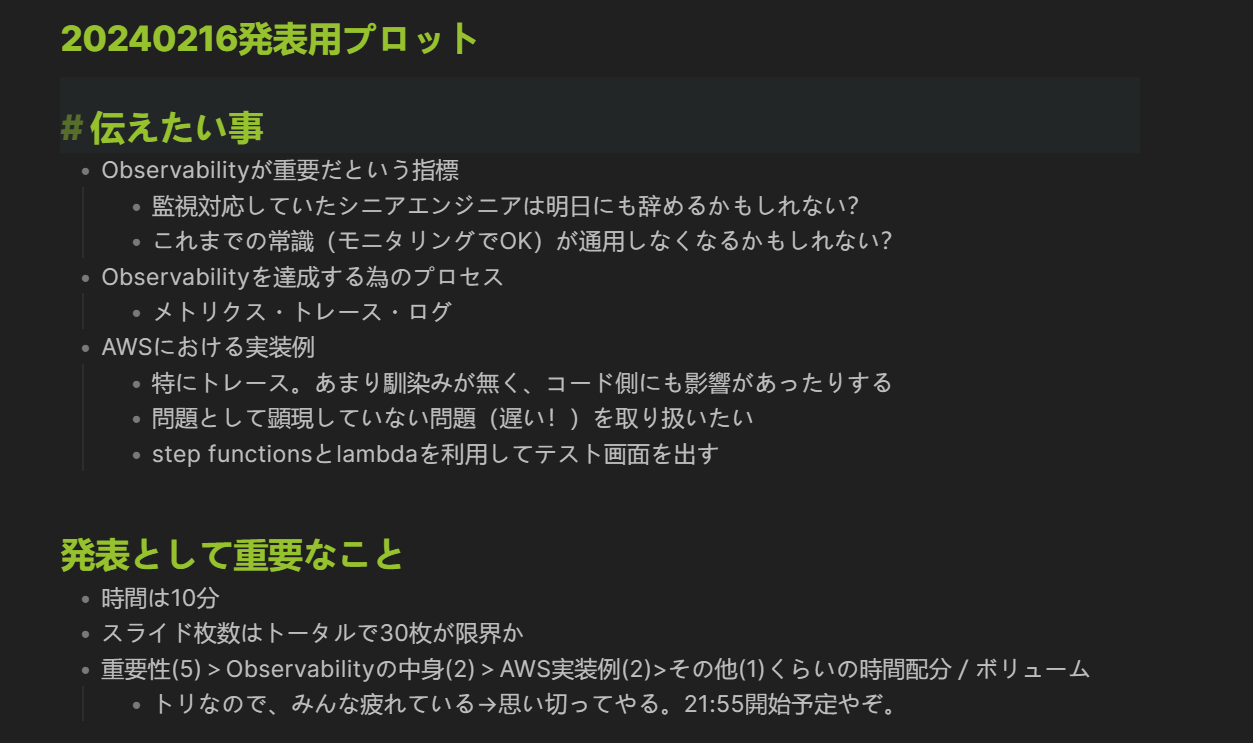 20240216発表用プロット
# 伝えたい事
Observabilityが重要だという指標
監視対応していたシニアエンジニアは明日にも辞めるかもしれない？
これまでの常識（モニタリングでOK）が通用しなくなるかもしれない？
Observabilityを達成する為のプロセス
メトリクス・トレース・ログ
AWSにおける実装例
特にトレース。あまり馴染みが無く、コード側にも影響があったりする
問題として顕現していない問題（遅い！）を取り扱いたい
step functionsとlambdaを利用してテスト画面を出す
発表として重要なこと
時間は10分
スライド枚数はトータルで30枚が限界か
重要性(5) > Observabilityの中身(2) > AWS実装例(2)>その他(1)くらいの時間配分 / ボリューム
トリなので、みんな疲れている→思い切ってやる。21:55開始予定やぞ。